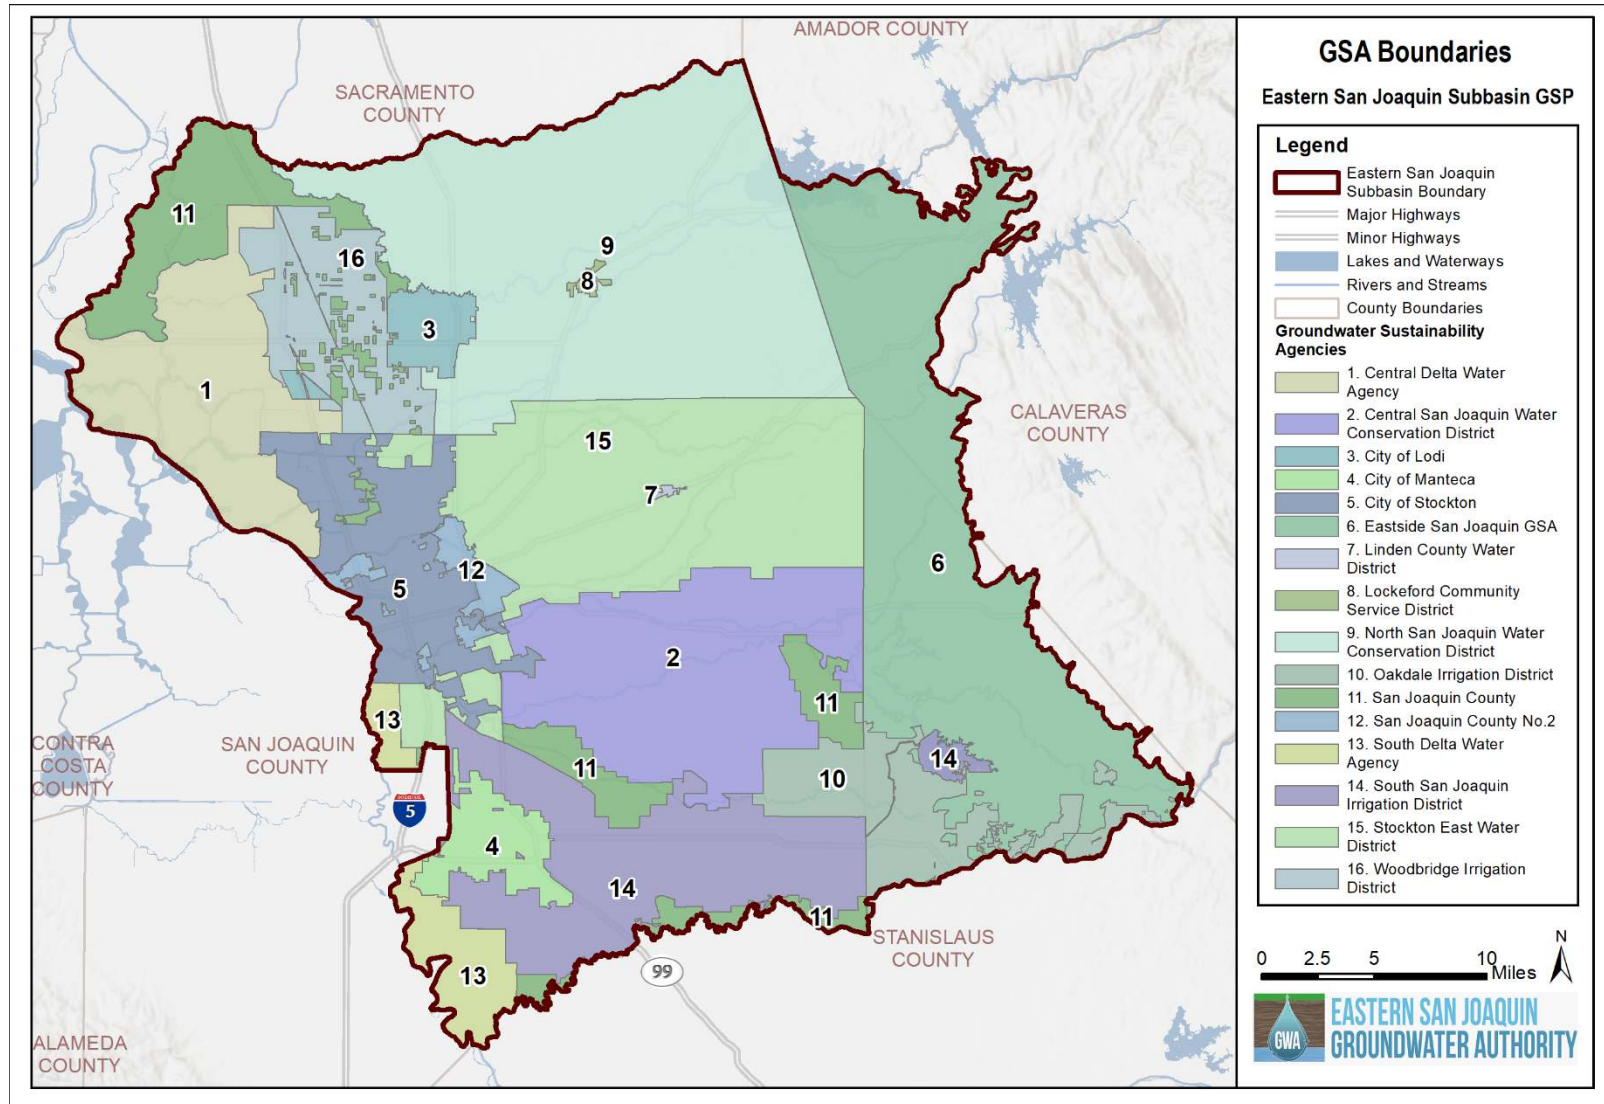 AMADOR COUNTY
SACRAMENTO
COUNTY
11
16
9
8
3
1
CALAVERAS
COUNTY
15
7
12
5
6
2
11
13
CONTRA
COSTA
COUNTY
SAN JOAQUIN
COUNTY
11
10
14
5
4
14
11
STANISLAUS
COUNTY
13
99
ALAMEDA
COUNTY
GSA Boundaries
Eastern San Joaquin Subbasin GSP
Legend
Eastern San Joaquin
Subbasin Boundary
Major Highways
Minor Highways
Lakes and Waterways
Rivers and Streams
County Boundaries
Groundwater Sustainability
Agencies
1. Central Delta Water
Agency
2. Central San Joaquin Water
Conservation District
3. City of Lodi
4. City of Manteca
5. City of Stockton
6. Eastside San Joaquin GSA
7. Linden County Water
District
8. Lockeford Community
Service District
9. North San Joaquin Water
Conservation District
10. Oakdale Irrigation District
11. San Joaquin County
12. San Joaquin County No.2
13. South Delta Water
Agency
14. South San Joaquin
Irrigation District
15. Stockton East Water
District
16. Woodbridge Irrigation
District
N
0 2.5 5 10
Miles
GWA
EASTERN SAN JOAQUIN
GROUNDWATER AUTHORITY